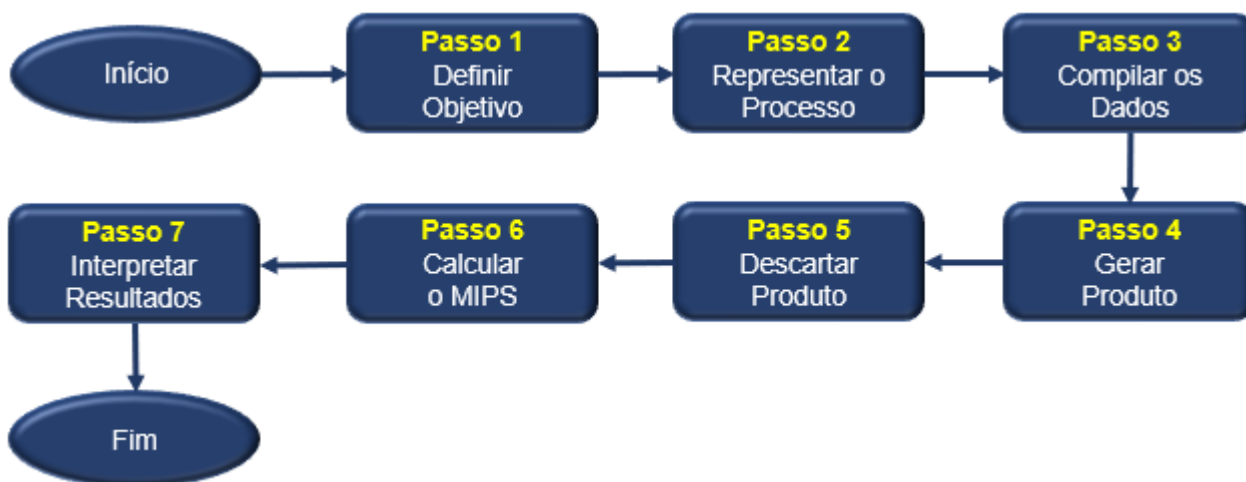 Início
Passo 1
Definir
Objetivo
Passo 2
Representar o
Processo
Passo 3
Compilar os
Dados
Passo 4
Gerar
Produto
Passo 5
Descartar
Produto
Passo 6
Calcular
o MIPS
Passo 7
Interpretar
Resultados
Fim